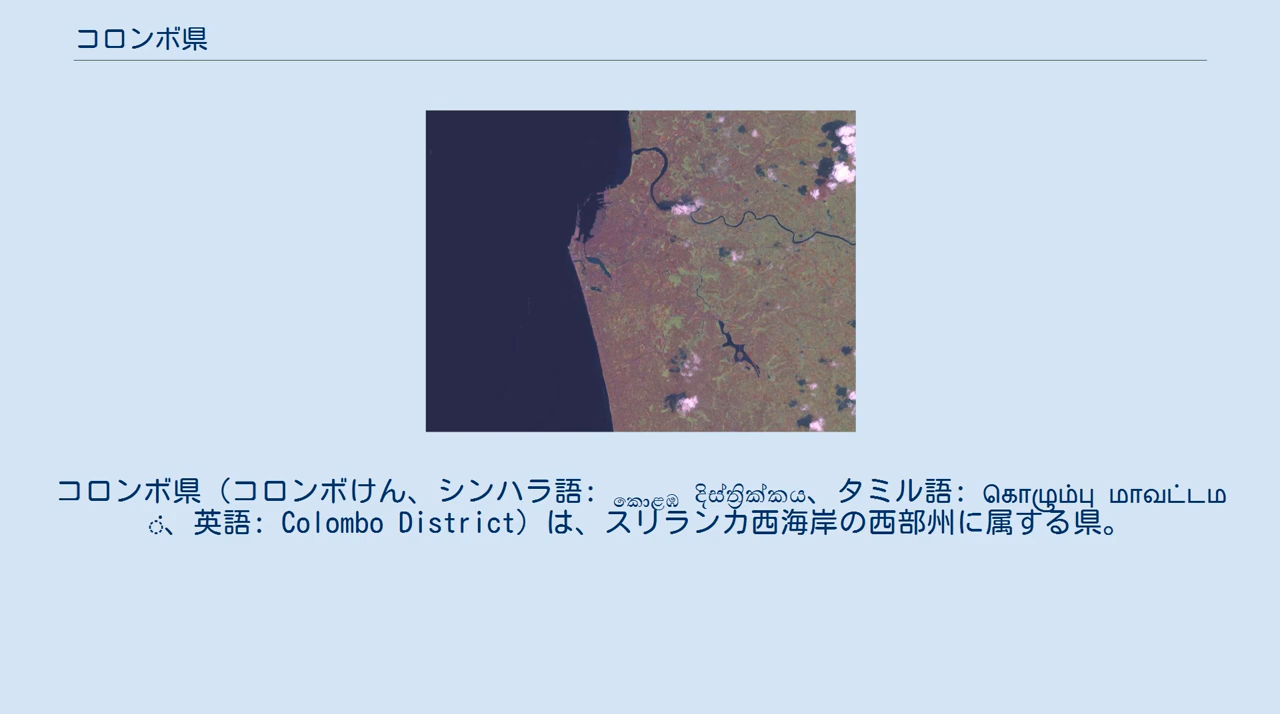 コロンボ県
コロンボ県（コロンボけん、シンハラ語: කොළඹ දිස්ත්‍රික්කය、タミル語: கொழும்பு மாவட்டம
்、英語: Colombo District）は、スリランカ西海岸の西部州に属する県。